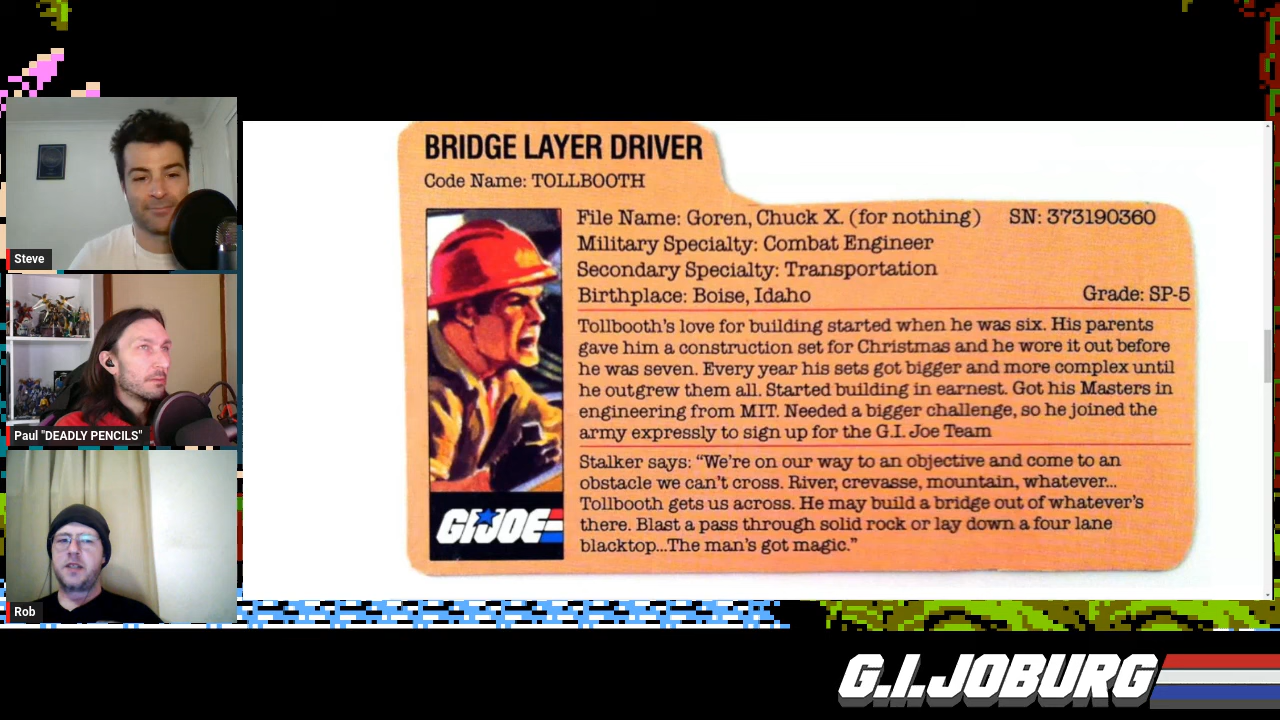 BRIDGE LAYER DRIVER
Code Name: TOLLBOOTH
File Name: Goren, Chuck X. (for nothing) SN: 373190360
Military Specialty: Combat Engineer
Secondary Specialty: Transportation
Birthplace: Boise, Idaho Grade: SP-5
Tollbooth's love for building started when he was six. His parents
gave him a construction set for Christmas and he wore it out before
he was seven. Every year his sets got bigger and more complex until
he outgrew them all. Started building in earnest. Got his Masters in
engineering from MIT. Needed a bigger challenge, so he joined the
army expressly to sign up for the G.I. Joe Team
Stalker says: “We're on our way to an objective and come to an
obstacle we can't cross. River, crevasse, mountain, whatever...
Tollbooth gets us across. He may build a bridge out of whatever's
there. Blast a pass through solid rock or lay down a four lane
blacktop...The man's got magic.”
GI JOE
Steve
Paul "DEADLY PENCILS"
Rob
G.I.JOBURG